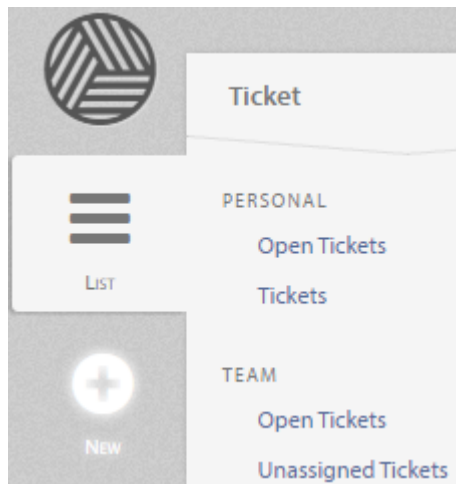 Ticket
PERSONAL
Open Tickets
Tickets
LIST
TEAM
Open Tickets
Unassigned Tickets
NEW